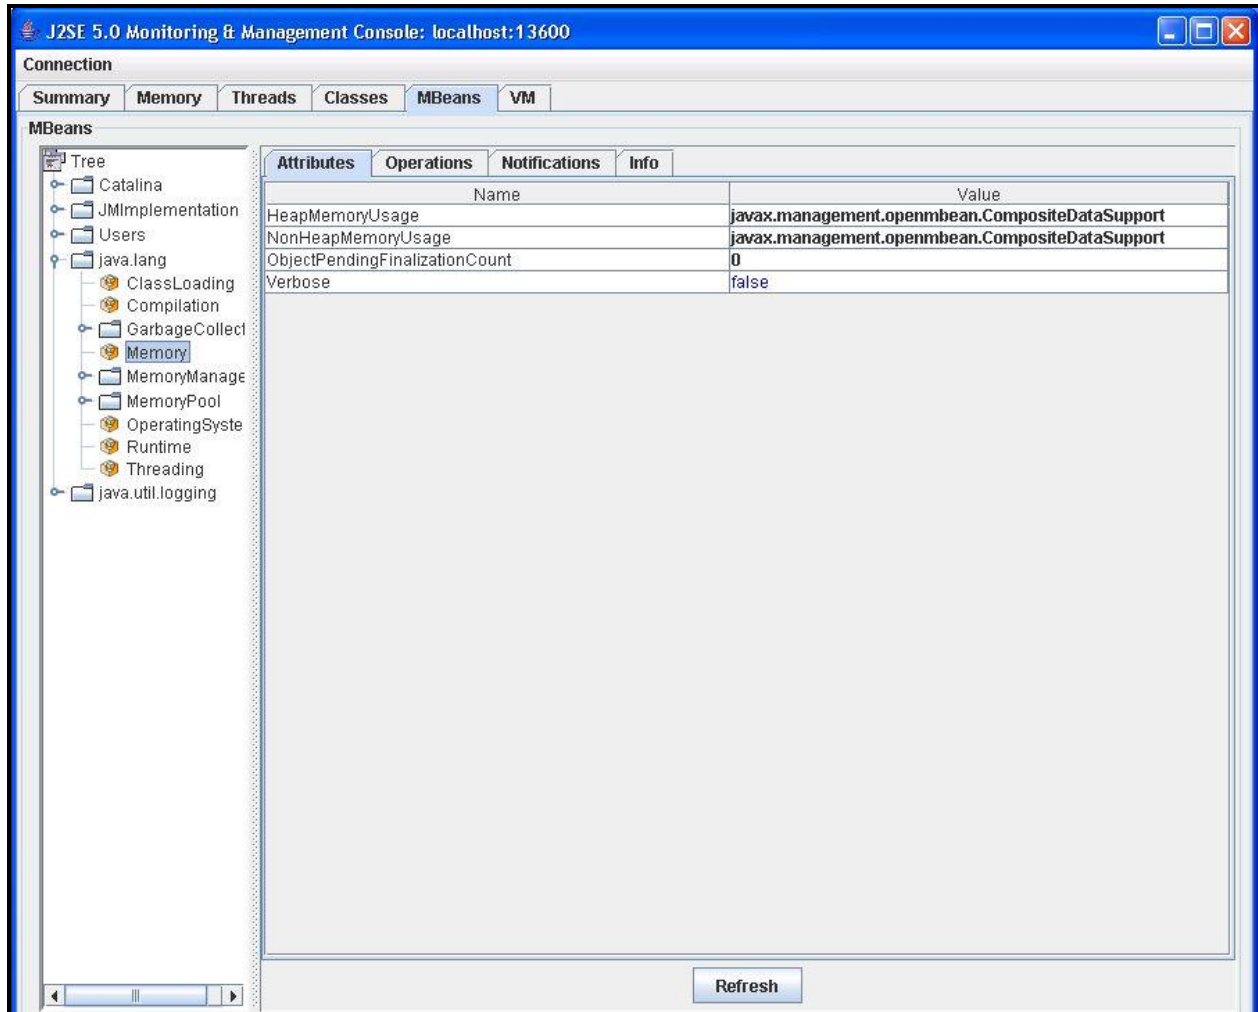 J2SE 5.0 Monitoring & Management Console: localhost:13600
Connection
Summary Memory Threads Classes MBeans VM
MBeans
Tree
Catalina
JMImplementation
Users
java.lang
ClassLoading
Compilation
GarbageCollect
Memory
MemoryManage
MemoryPool
OperatingSyste
Runtime
Threading
java.util.logging
Attributes Operations Notifications Info
Name Value
HeapMemoryUsage javax.management.openmbean.CompositeDataSupport
NonHeapMemoryUsage javax.management.openmbean.CompositeDataSupport
ObjectPendingFinalizationCount 0
Verbose false
Refresh